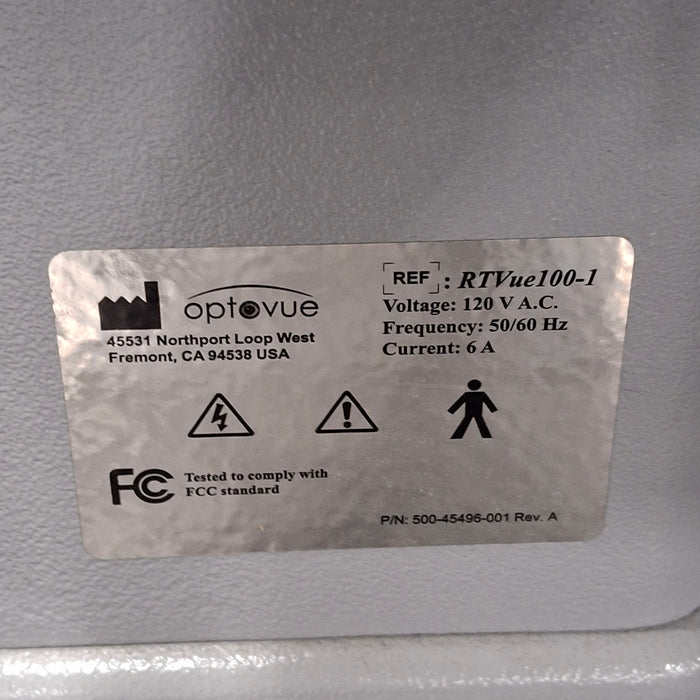 optovue
45531 Northport Loop West
Fremont, CA 94538 USA
REF : RTVue100-1
Voltage: 120 V A.C.
Frequency: 50/60 Hz
Current: 6 A
FC Tested to comply with
FCC standard
P/N: 500-45496-001 Rev. A